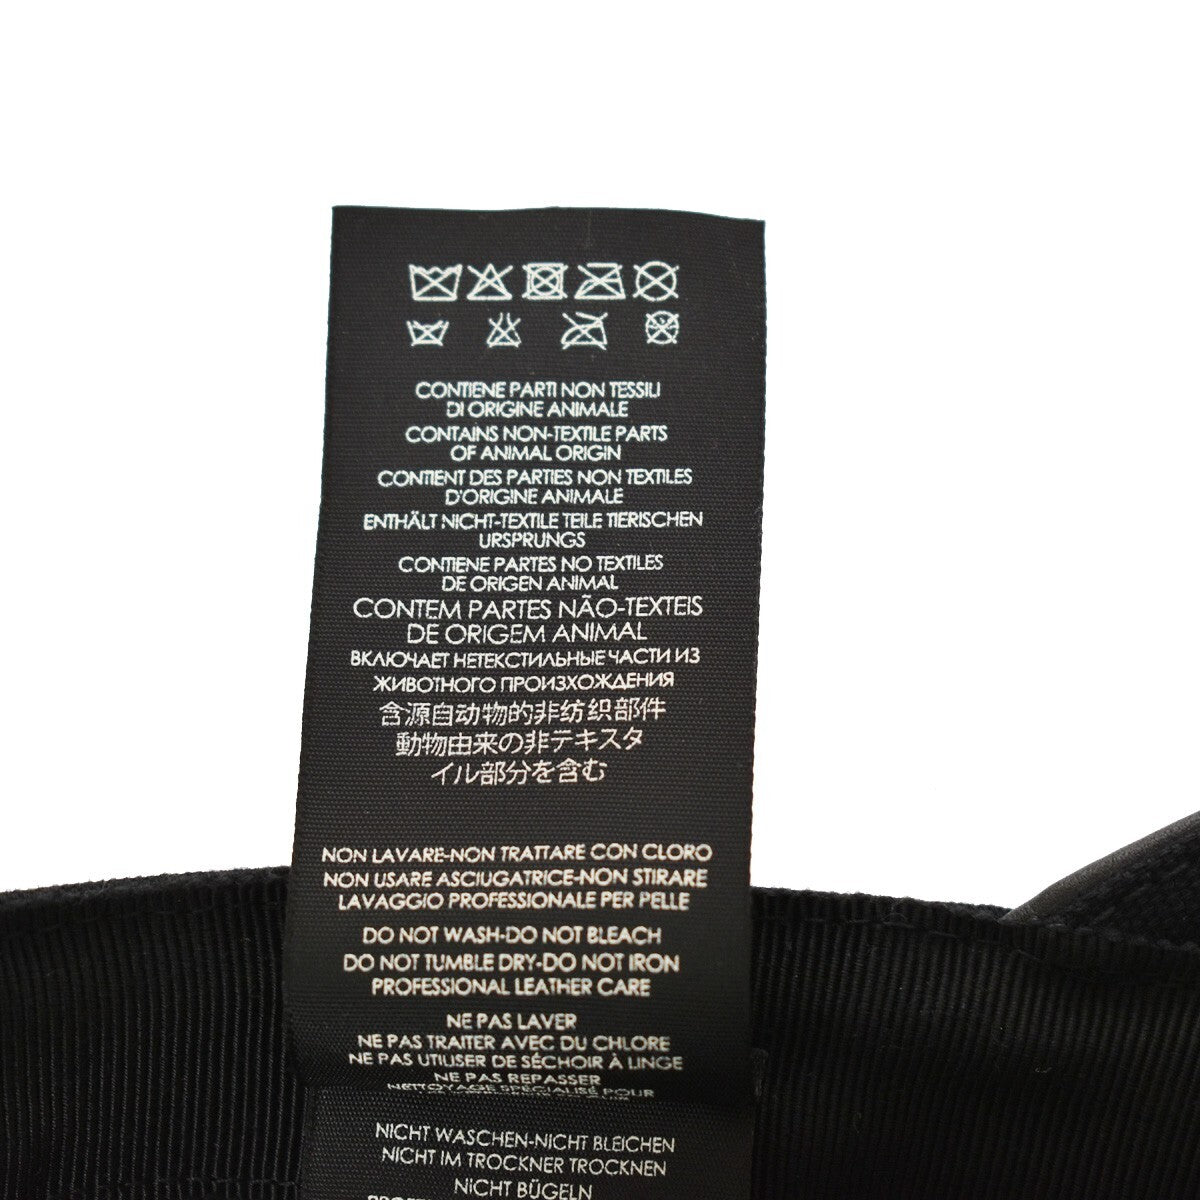 CONTIENE PARTI NON TESSILI
DI ORIGINE ANIMALE
CONTAINS NON-TEXTILE PARTS
OF ANIMAL ORIGIN
CONTIENT DES PARTIES NON TEXTILES
D'ORIGINE ANIMALE
ENTHÄLT NICHT-TEXTILE TEILE TIERISCHEN
URSPRUNGS
CONTIENE PARTES NO TEXTILES
DE ORIGEN ANIMAL
CONTEM PARTES NÃO-TEXTEIS
DE ORIGEM ANIMAL
ВКЛЮЧАЕТ НЕТЕКСТИЛЬНЫЕ ЧАСТИ ИЗ
ЖИВОТНОГО ПРОИЗХОЖДЕНИЯ
含源自动物的非纺织部件
動物由来の非テキスタ
イル部分を含む
NON LAVARE-NON TRATTARE CON CLORO
NON USARE ASCIUGATRICE-NON STIRARE
LAVAGGIO PROFESSIONALE PER PELLE
DO NOT WASH-DO NOT BLEACH
DO NOT TUMBLE DRY-DO NOT IRON
PROFESSIONAL LEATHER CARE
NE PAS LAVER
NE PAS TRAITER AVEC DU CHLORE
NE PAS UTILISER DE SÉCHOIR À LINGE
NE PAS REPASSER
NETTOYAGE SPÉCIALISÉ POUR
NICHT WASCHEN-NICHT BLEICHEN
NICHT IM TROCKNER TROCKNEN
NICHT BÜGELN